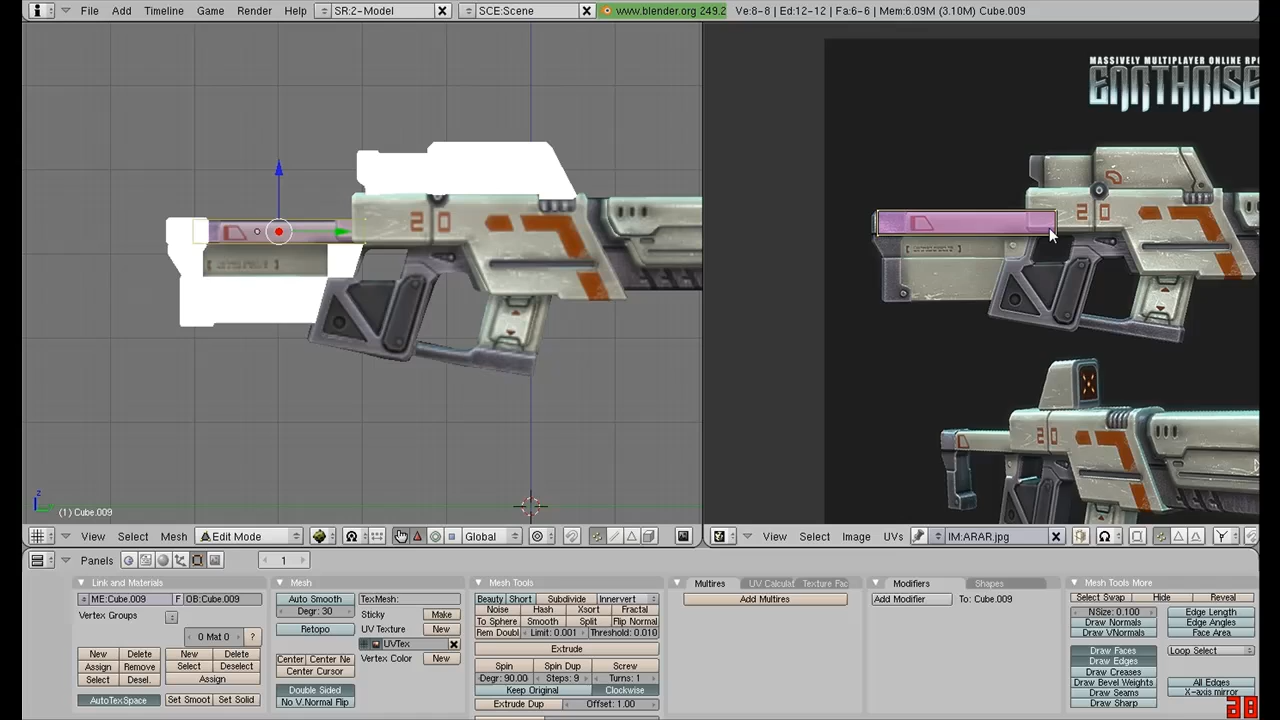 File Add Timeline Game Render Help SR:2-Model SCE:Scene www.blender.org 249.2 Ve:8-8 | Ed:12-12 | Fa:6-6 | Mem:6.09M (3.10M) Cube.009
MASSIVELY MULTIPLAYER ONLINE RP
EARTHRISE
20
20
20
z
(1) Cube.009
View Select Mesh Edit Mode Global View Select Image UVs IM:ARAR.jpg
Panels 1
Link and Materials Mesh Mesh Tools Multires UV Calculat Texture Fac Modifiers Shapes Mesh Tools More
ME:Cube.009 F OB:Cube.009 Auto Smooth TexMesh: Beauty Short Subdivide Innervert Add Multires Add Modifier To: Cube.009 Select Swap Hide Reveal
Vertex Groups Degr: 30 Sticky Make Noise Hash Xsort Fractal NSize: 0.100 Edge Length
Retopo UV Texture New To Sphere Smooth Split Flip Normal Draw Normals Edge Angles
0 Mat 0 ? UVTex Rem Doubl Limit: 0.001 Threshold: 0.010 Draw VNormals Face Area
New Delete New Delete Center Center Ne Vertex Color New Extrude Draw Faces Loop Select
Assign Remove Select Deselect Center Cursor Spin Spin Dup Screw Draw Edges
Select Desel. Assign Degr: 90.00 Steps: 9 Turns: 1 Draw Creases
Double Sided Keep Original Clockwise Draw Bevel Weights All Edges
AutoTexSpace Set Smoot Set Solid No V.Normal Flip Extrude Dup Offset: 1.00 Draw Seams X-axis mirror
Draw Sharp